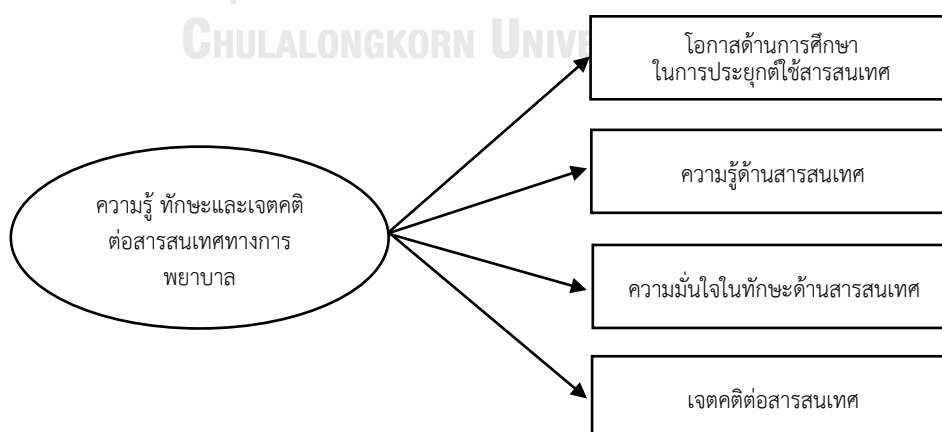 CHULALONGKORN UNIVE
โอกาสด้านการศึกษา
ในการประยุกต์ใช้สารสนเทศ
ความรู้ด้านสารสนเทศ
ความรู้ ทักษะและเจตคติ
ต่อสารสนเทศทางการ
พยาบาล
ความมั่นใจในทักษะด้านสารสนเทศ
เจตคติต่อสารสนเทศ